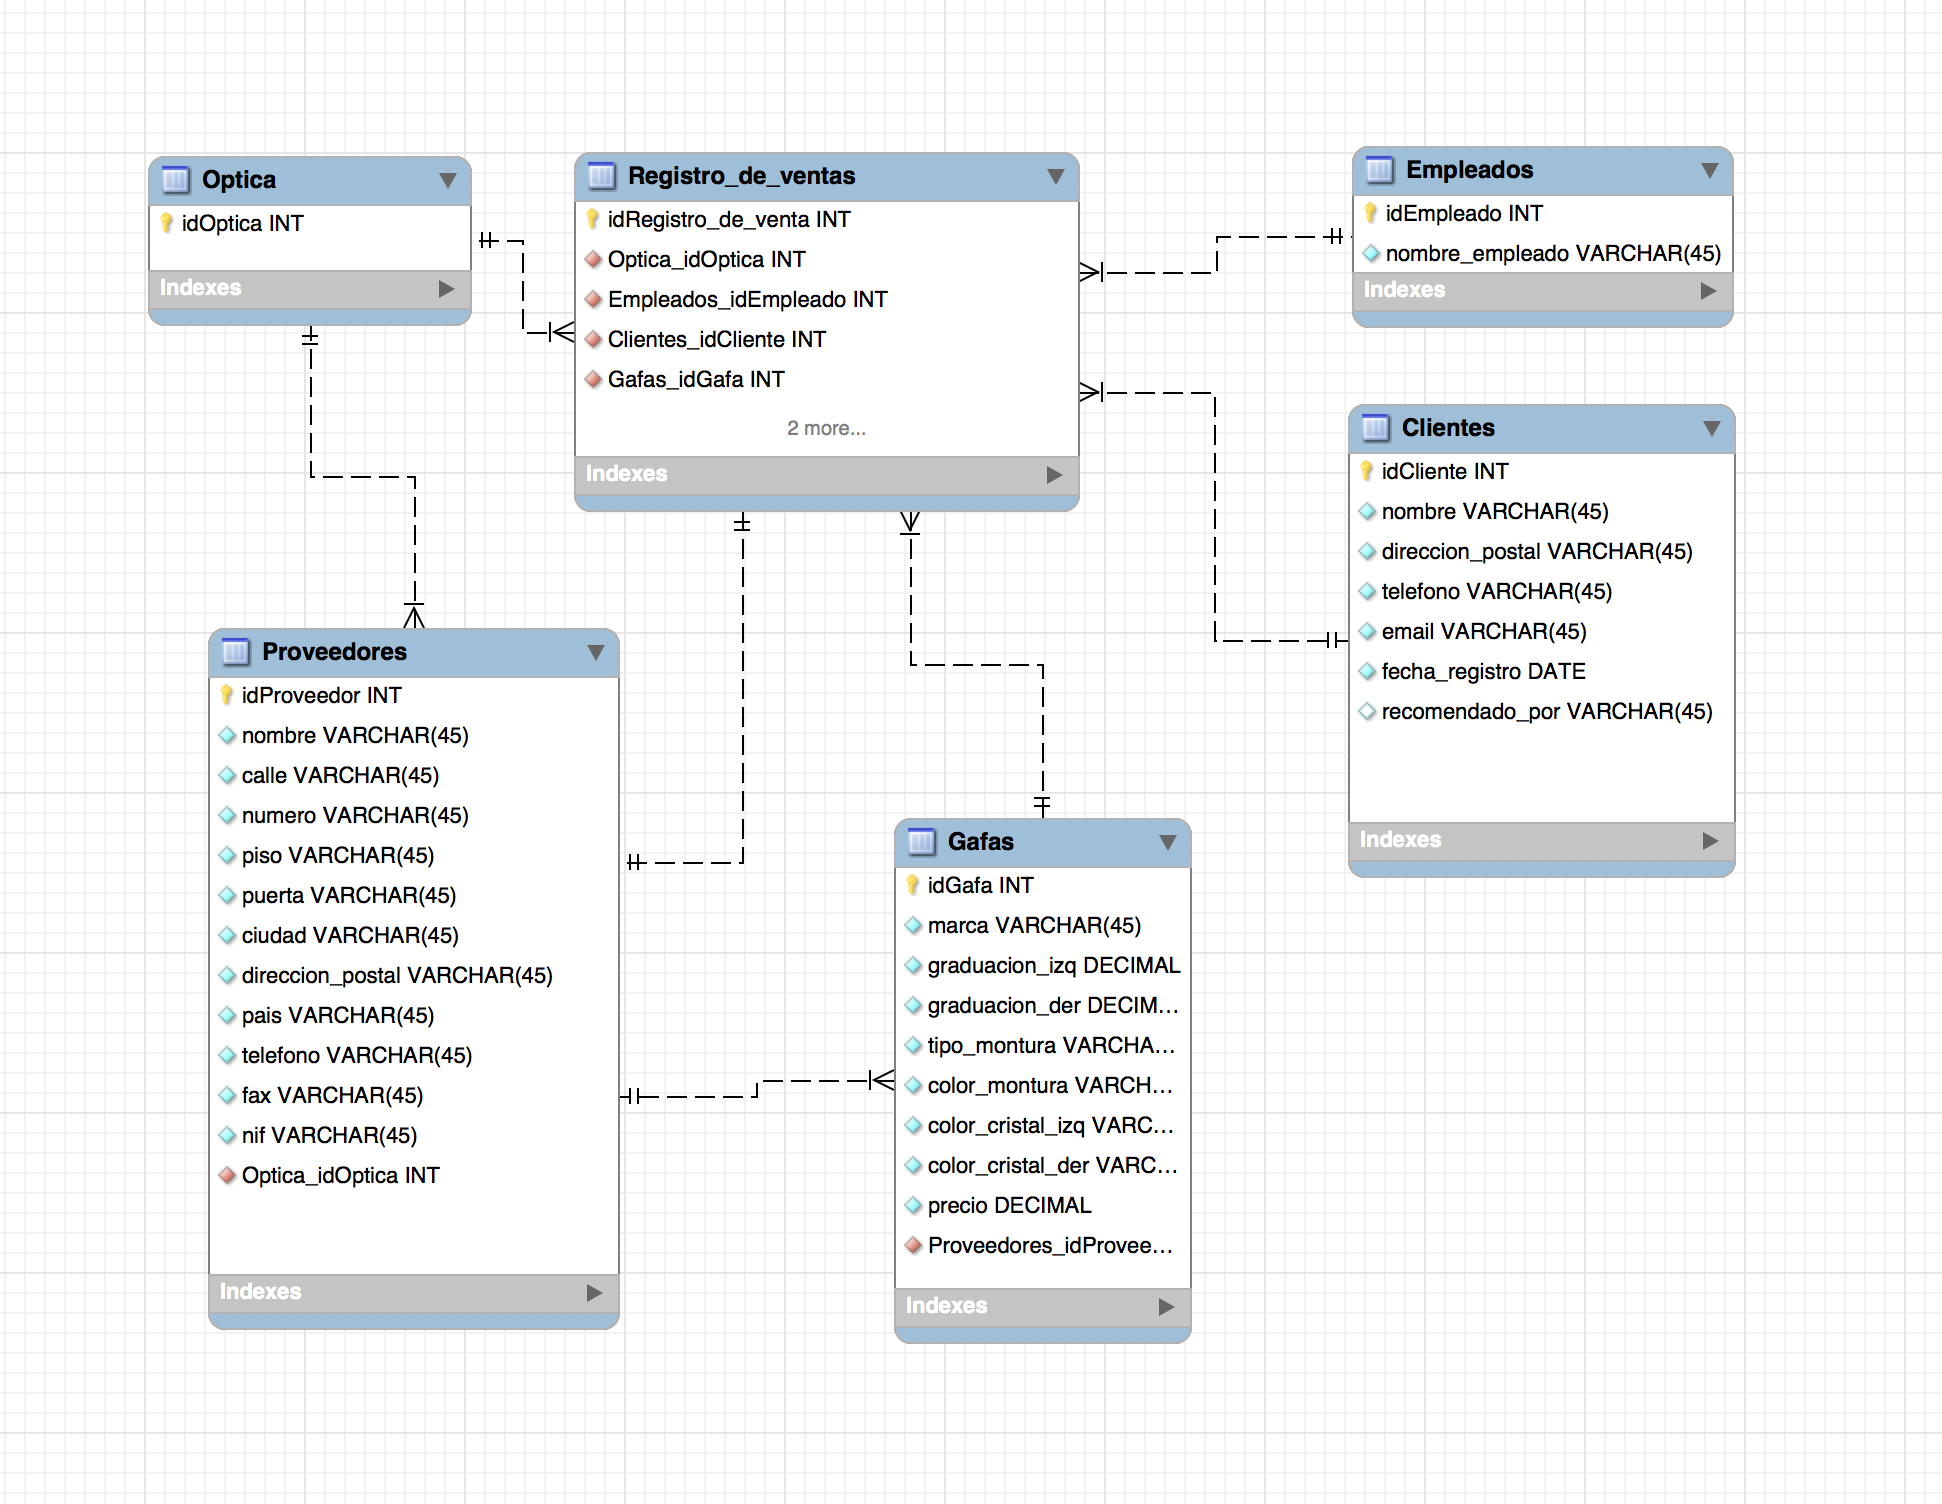 Optica
idOptica INT
Indexes
Registro_de_ventas
idRegistro_de_venta INT
Optica_idOptica INT
Empleados_idEmpleado INT
Clientes_idCliente INT
Gafas_idGafa INT
2 more...
Indexes
Empleados
idEmpleado INT
nombre_empleado VARCHAR(45)
Indexes
Clientes
idCliente INT
nombre VARCHAR(45)
direccion_postal VARCHAR(45)
telefono VARCHAR(45)
email VARCHAR(45)
fecha_registro DATE
recomendado_por VARCHAR(45)
Indexes
Proveedores
idProveedor INT
nombre VARCHAR(45)
calle VARCHAR(45)
numero VARCHAR(45)
piso VARCHAR(45)
puerta VARCHAR(45)
ciudad VARCHAR(45)
direccion_postal VARCHAR(45)
pais VARCHAR(45)
telefono VARCHAR(45)
fax VARCHAR(45)
nif VARCHAR(45)
Optica_idOptica INT
Indexes
Gafas
idGafa INT
marca VARCHAR(45)
graduacion_izq DECIMAL
graduacion_der DECIM...
tipo_montura VARCHA...
color_montura VARCH...
color_cristal_izq VARC...
color_cristal_der VARC...
precio DECIMAL
Proveedores_idProvee...
Indexes